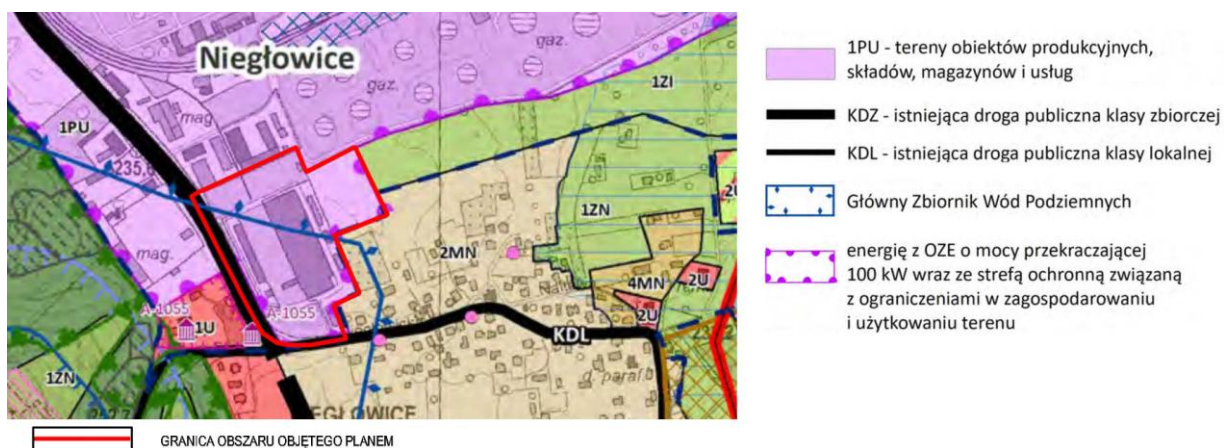 Niegłowice
gaz.
gaz.
1ZI
mag.
1PU
235,6
2U
1ZN
2MN
mag.
4MN
2U
A-1055
A-1055
1U
2U
KDL
1ZN
d. paraf.
EGŁOWICE
1PU - tereny obiektów produkcyjnych,
składów, magazynów i usług
KDZ - istniejąca droga publiczna klasy zbiorczej
KDL - istniejąca droga publiczna klasy lokalnej
Główny Zbiornik Wód Podziemnych
energię z OZE o mocy przekraczającej
100 kW wraz ze strefą ochronną związaną
z ograniczeniami w zagospodarowaniu
i użytkowaniu terenu
GRANICA OBSZARU OBJĘTEGO PLANEM